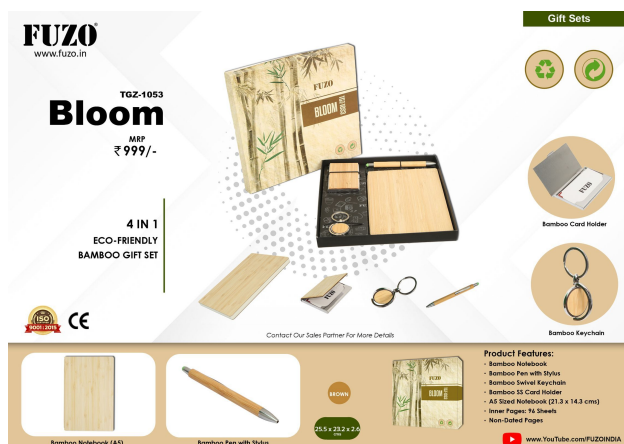 FUZO®
www.fuzo.in
Gift Sets
TGZ-1053
Bloom
MRP
₹ 999/-
4 IN 1
ECO-FRIENDLY
BAMBOO GIFT SET
FUZO
BLOOM
FUZO
Bamboo Card Holder
FUZO
Bamboo Keychain
ISO
9001:2015
CE
Contact Our Sales Partner For More Details
Bamboo Notebook (A5)
Bamboo Pen with Stylus
BROWN
25.5 x 23.2 x 2.6
FUZO
BLOOM
Product Features:
- Bamboo Notebook
- Bamboo Pen with Stylus
- Bamboo Swivel Keychain
- Bamboo SS Card Holder
- A5 Sized Notebook (21.3 x 14.3 cms)
- Inner Pages: 96 Sheets
- Non-Dated Pages
www.YouTube.com/FUZOINDIA